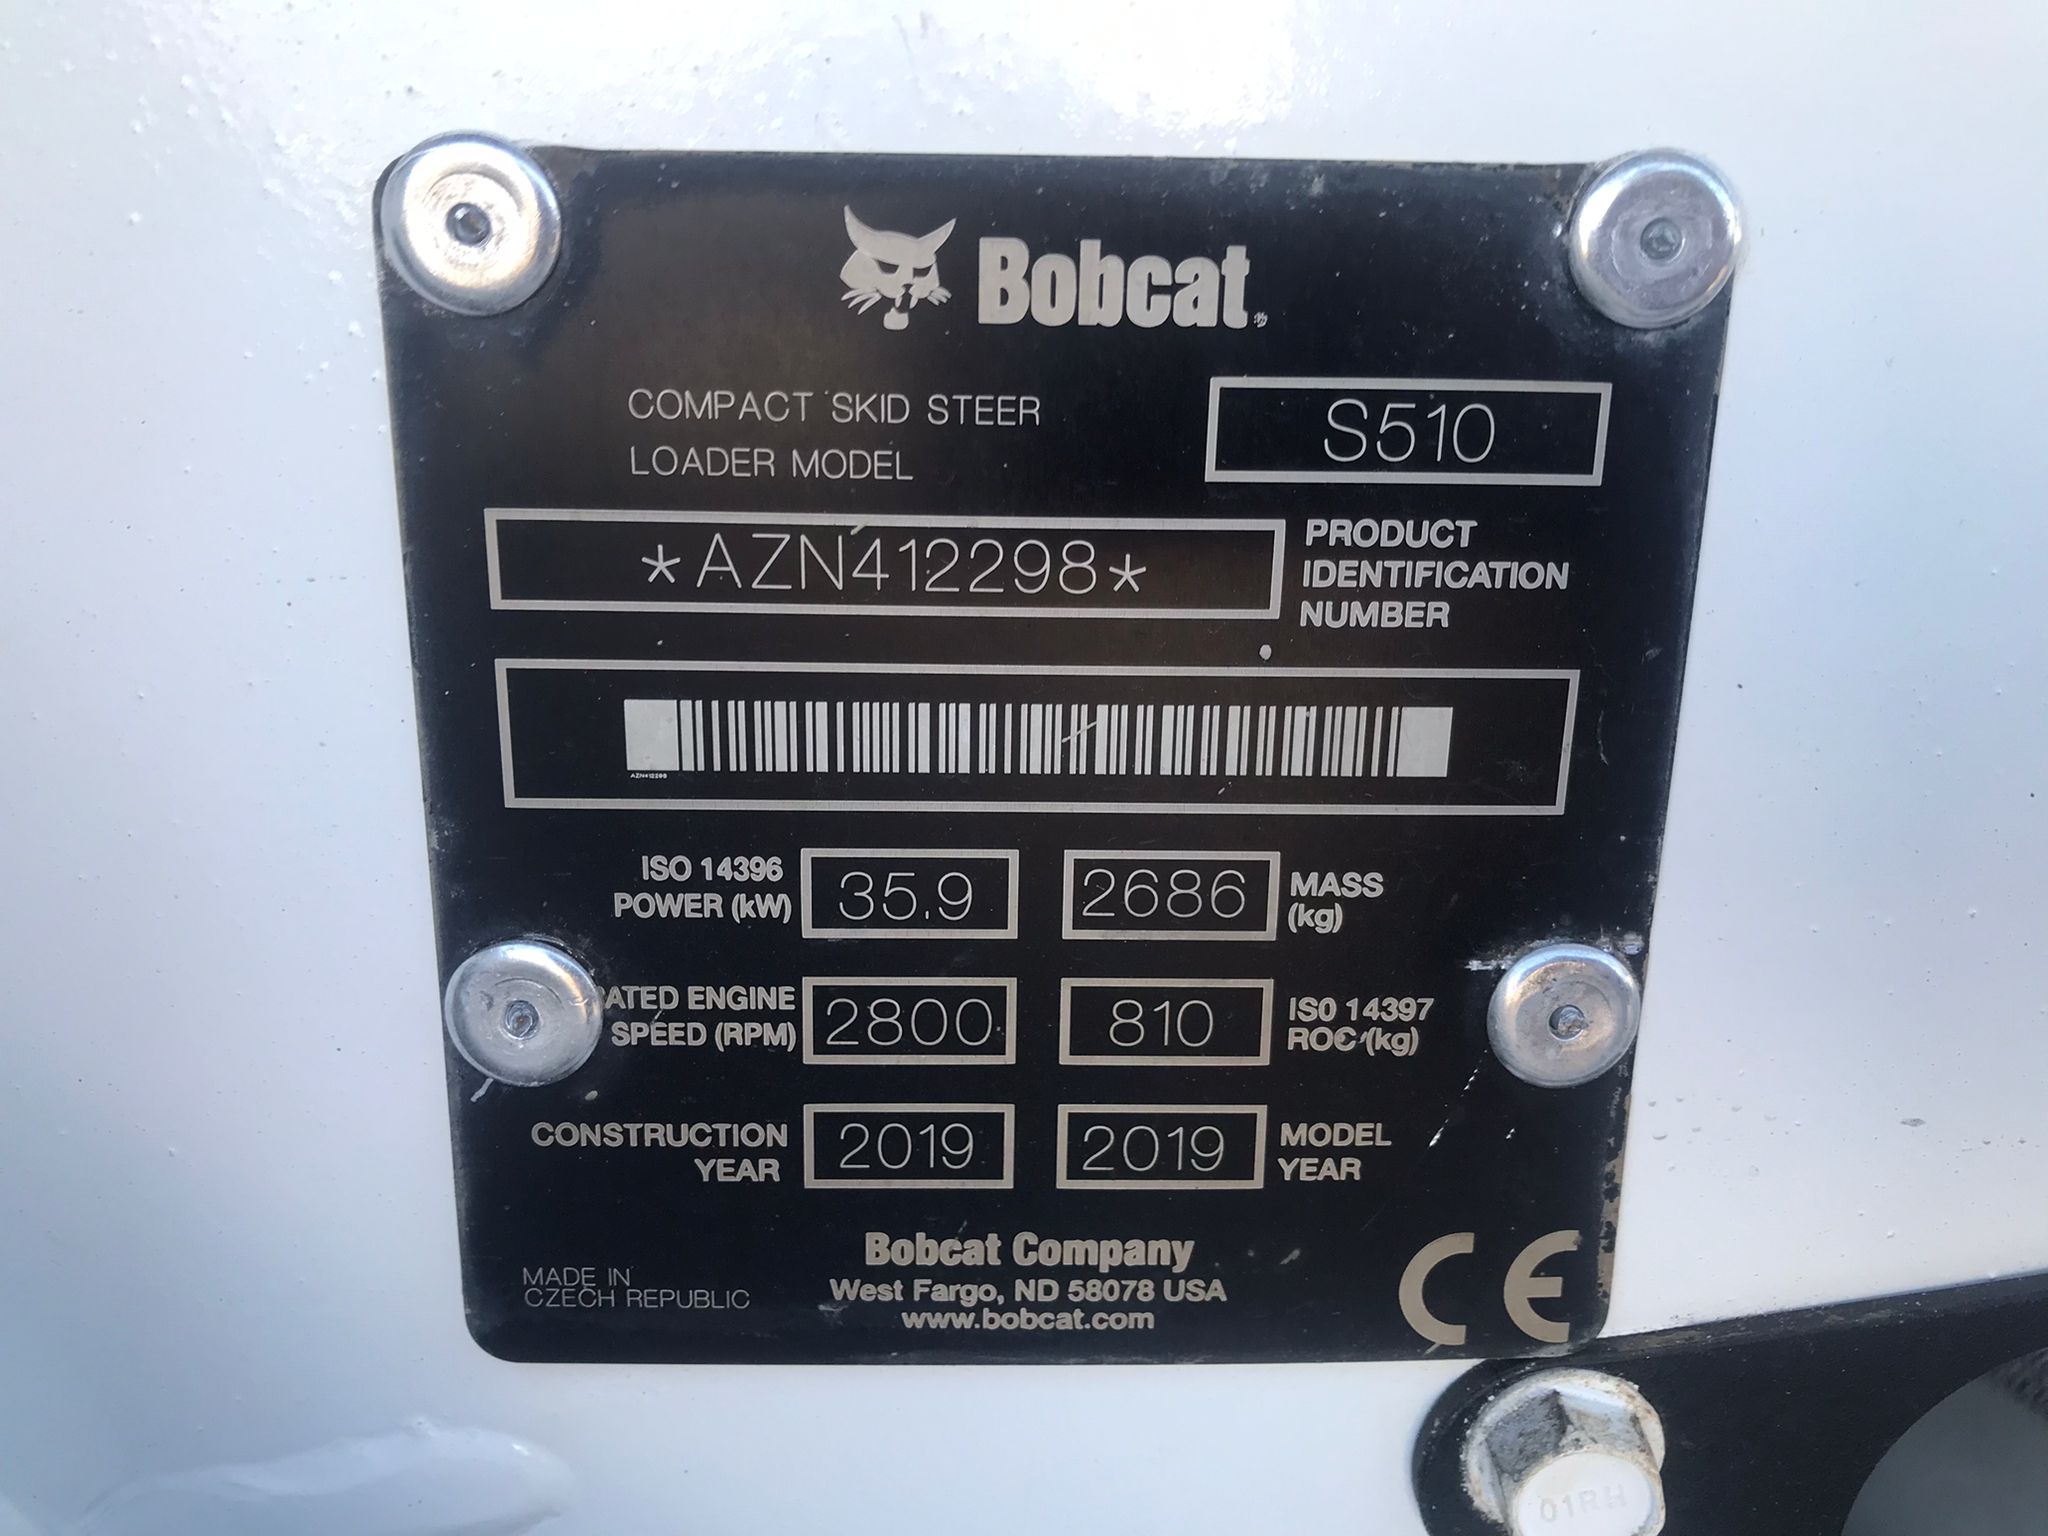 Bobcat®
COMPACT SKID STEER
LOADER MODEL
S510
*AZN412298*
PRODUCT
IDENTIFICATION
NUMBER
AZN412298
ISO 14396
POWER (kW)
35.9
2686
MASS
(kg)
RATED ENGINE
SPEED (RPM)
2800
810
ISO 14397
ROC (kg)
CONSTRUCTION
YEAR
2019
2019
MODEL
YEAR
MADE IN
CZECH REPUBLIC
Bobcat Company
West Fargo, ND 58078 USA
www.bobcat.com
CE
01RH